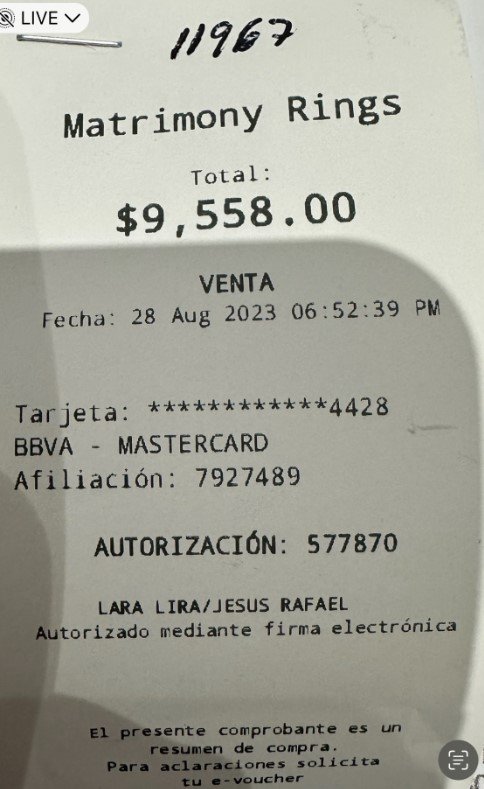 LIVE
11967
Matrimony Rings
Total:
$9,558.00
VENTA
Fecha: 28 Aug 2023 06:52:39 PM
Tarjeta: ************4428
BBVA - MASTERCARD
Afiliación: 7927489
AUTORIZACIÓN: 577870
LARA LIRA/JESUS RAFAEL
Autorizado mediante firma electrónica
El presente comprobante es un
resumen de compra.
Para aclaraciones solicita
tu e-voucher